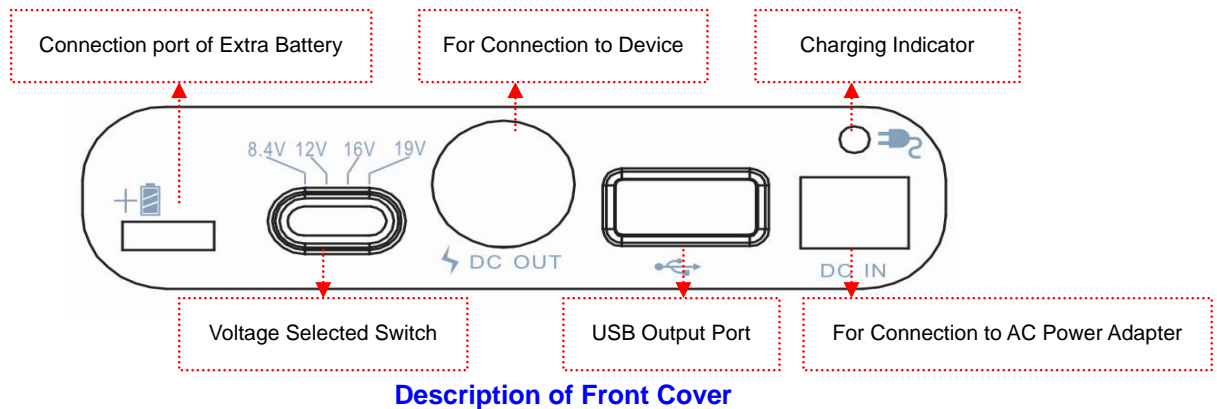 Connection port of Extra Battery
For Connection to Device
Charging Indicator
8.4V 12V 16V 19V
+
DC OUT
DC IN
Voltage Selected Switch
USB Output Port
For Connection to AC Power Adapter
Description of Front Cover